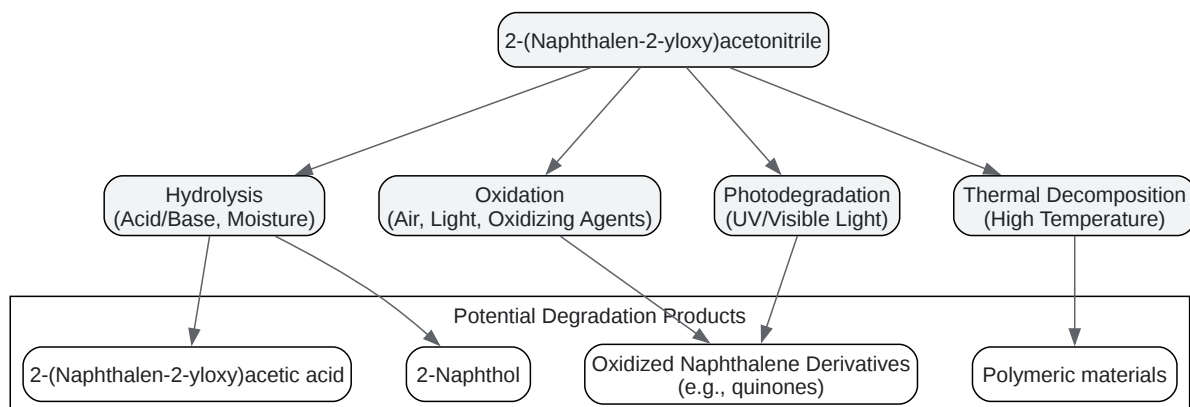 2-(Naphthalen-2-yloxy)acetonitrile
Hydrolysis
(Acid/Base, Moisture)
Oxidation
(Air, Light, Oxidizing Agents)
Photodegradation
(UV/Visible Light)
Thermal Decomposition
(High Temperature)
Potential Degradation Products
2-(Naphthalen-2-yloxy)acetic acid
2-Naphthol
Oxidized Naphthalene Derivatives
(e.g., quinones)
Polymeric materials